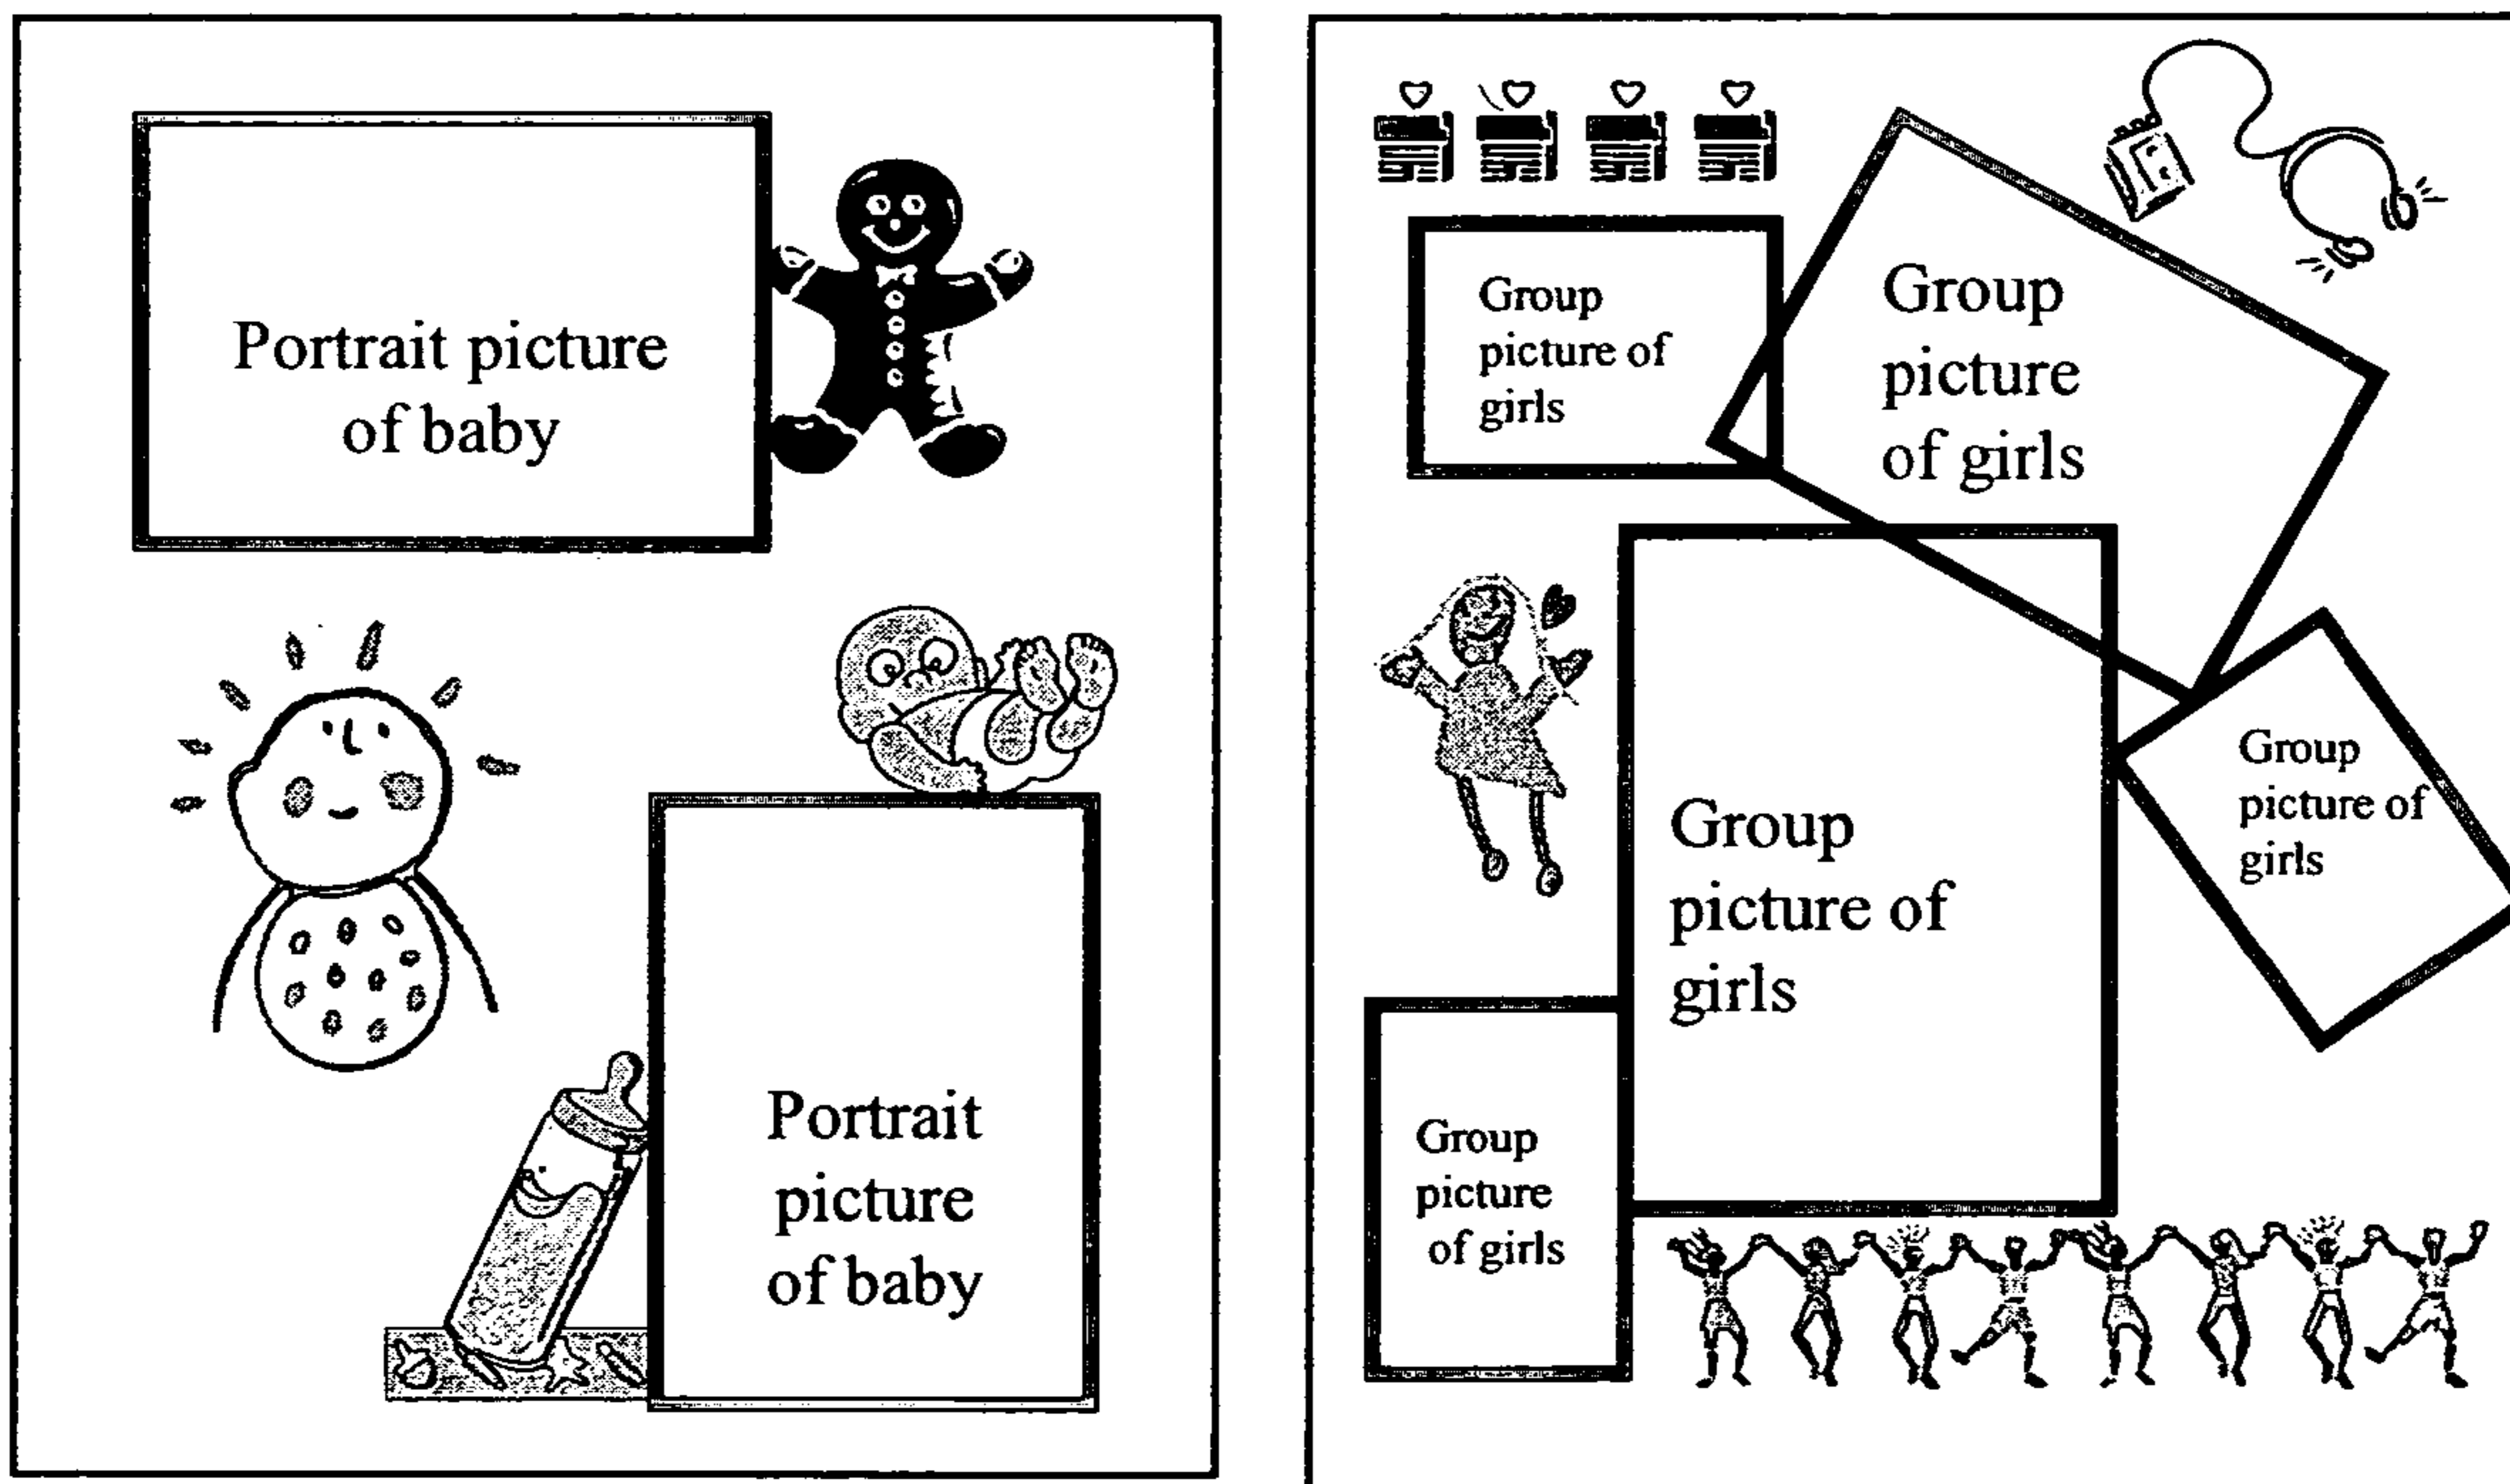 Portrait picture
of baby
Portrait
picture
of baby
Group
picture of
girls
Group
picture
of girls
Group
picture of
girls
Group
picture of
girls
Group
picture
of girls